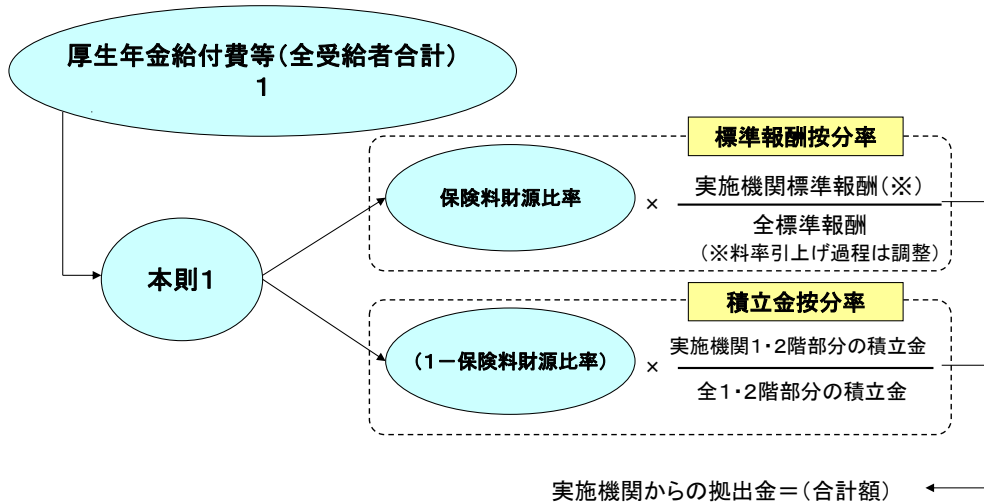 厚生年金給付費等（全受給者合計）
1
標準報酬按分率
保険料財源比率
×
実施機関標準報酬（※）
全標準報酬
（※料率引上げ過程は調整）
本則1
積立金按分率
（1－保険料財源比率）
×
実施機関1・2階部分の積立金
全1・2階部分の積立金
実施機関からの拠出金＝（合計額）